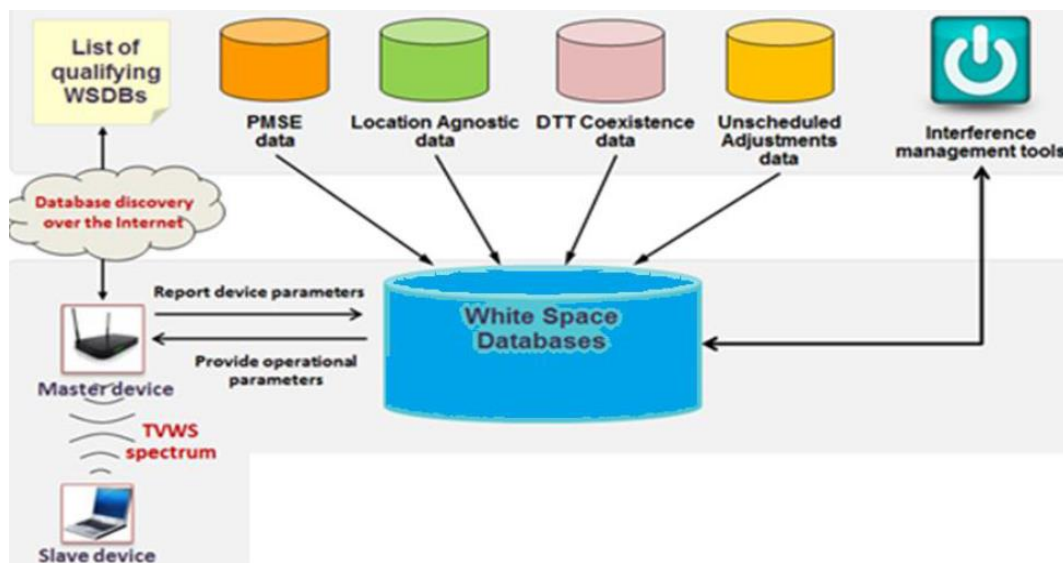 List of
qualifying
WSDBs
PMSE
data
Location Agnostic
data
DTT Coexistence
data
Unscheduled
Adjustments
data
Interference
management tools
Database discovery
over the Internet
Report device parameters
Provide operational
parameters
White Space
Databases
Master device
TVWS
spectrum
Slave device